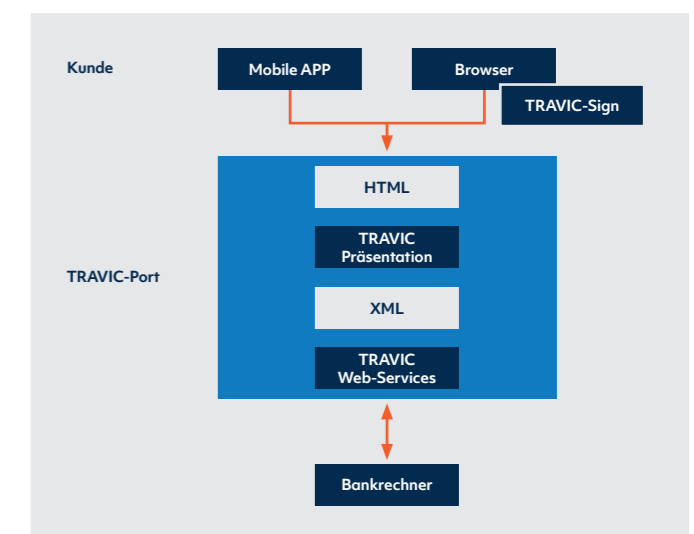 Kunde
Mobile APP
Browser
TRAVIC-Sign
HTML
TRAVIC
Präsentation
TRAVIC-Port
XML
TRAVIC
Web-Services
Bankrechner